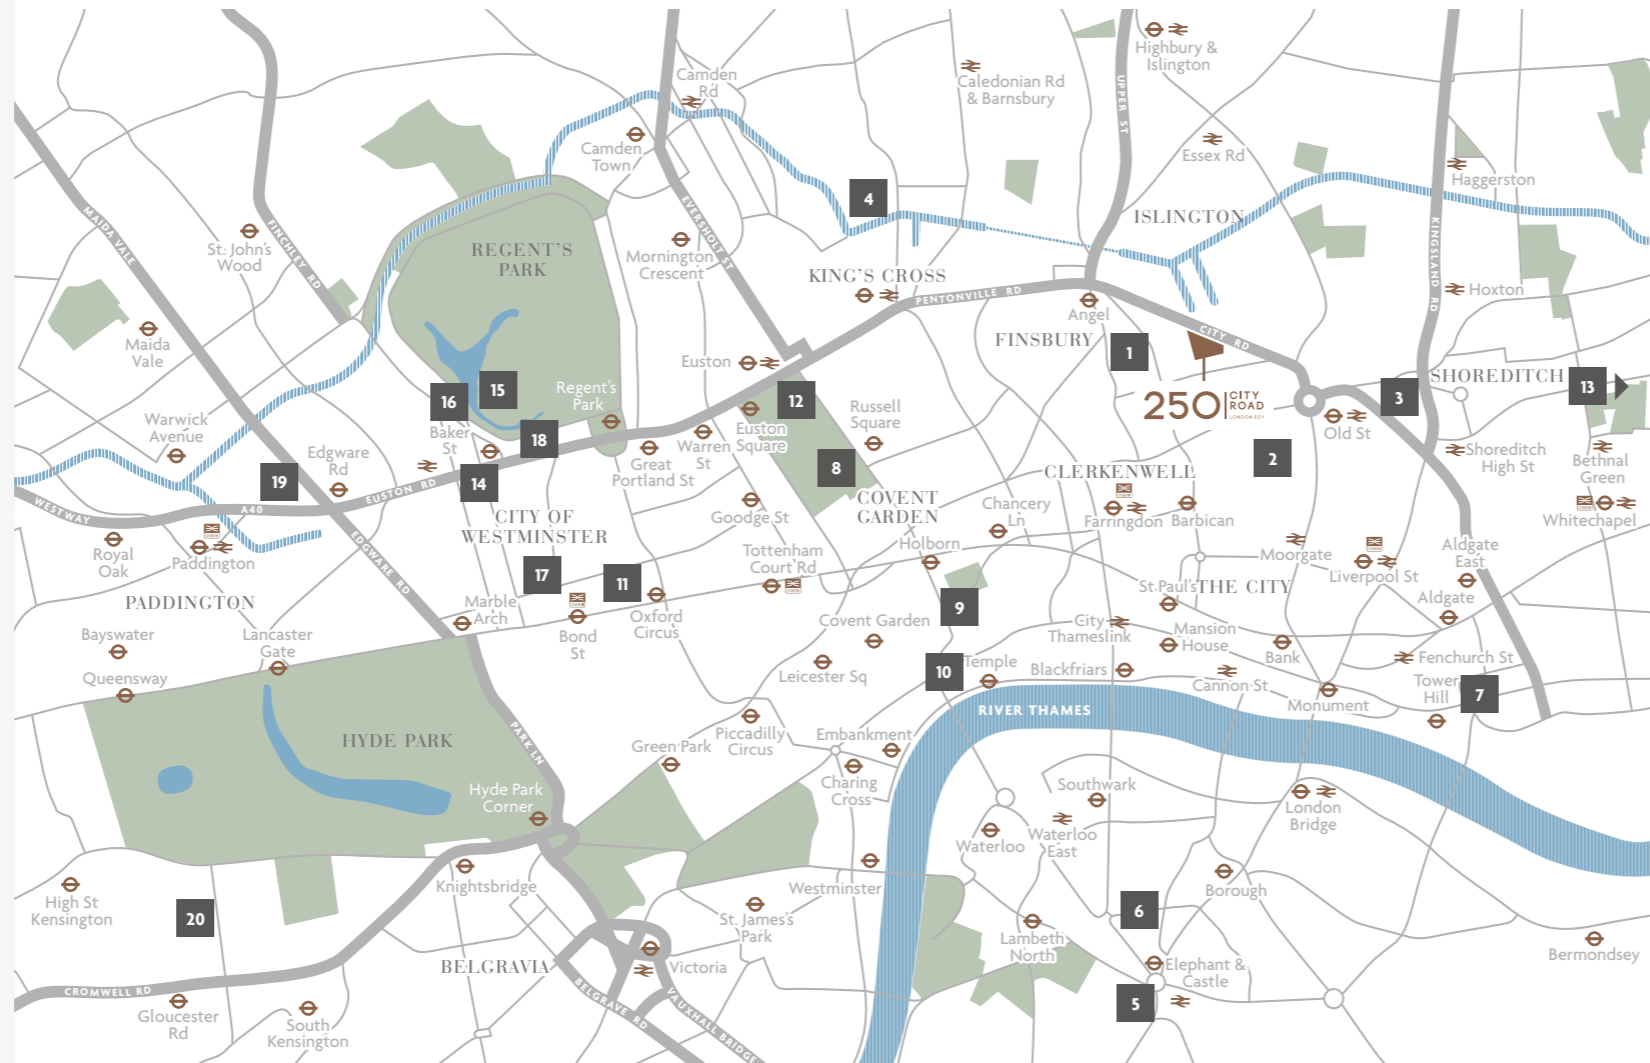 Highbury &
Islington
Camden
Rd
Caledonian Rd
& Barnsbury
UPPER ST
Camden
Town
Essex Rd
Haggerston
4
MAIDA VALE
FINCHLEY RD
St. John's
Wood
REGENT'S
PARK
EVERSHOLT ST
Mornington
Crescent
ISLINGTON
KINGSLAND RD
KING'S CROSS
PENTONVILLE RD
Hoxton
Angel
Maida
Vale
FINSBURY
1
CITY RD
Euston
SHOREDITCH
13
16
15
Regent's
Park
12
Russell
Square
250
CITY
ROAD
LONDON EC1
3
Old St
Warwick
Avenue
Baker
St
18
Euston
Square
Warren
St
Edgware
Rd
Great
Portland St
8
2
Shoreditch
High St
Bethnal
Green
CLERKENWELL
19
14
EUSTON RD
WESTWAY
A40
COVENT
GARDEN
Chancery
Ln
Goodge St
CITY OF
WESTMINSTER
Farringdon
Barbican
Whitechapel
Royal
Oak
Paddington
EDGWARE RD
Tottenham
Court Rd
Holborn
Moorgate
Liverpool St
Aldgate
East
17
11
St. Paul's
THE CITY
Aldgate
PADDINGTON
Marble
Arch
Bond
St
Oxford
Circus
9
Covent Garden
City
Thameslink
Mansion
House
Bank
Bayswater
Lancaster
Gate
Queensway
Leicester Sq
10
Temple
Blackfriars
Cannon St
Fenchurch St
Tower
Hill
7
Monument
RIVER THAMES
HYDE PARK
PARK LN
Green Park
Piccadilly
Circus
Embankment
Charing
Cross
Hyde Park
Corner
Southwark
London
Bridge
Waterloo
Waterloo
East
Knightsbridge
Westminster
Borough
High St
Kensington
20
St. James's
Park
6
Lambeth
North
Bermondsey
BELGRAVIA
Victoria
Elephant &
Castle
5
CROMWELL RD
BELGRAVE RD
VAUXHALL BRIDGE
Gloucester
Rd
South
Kensington